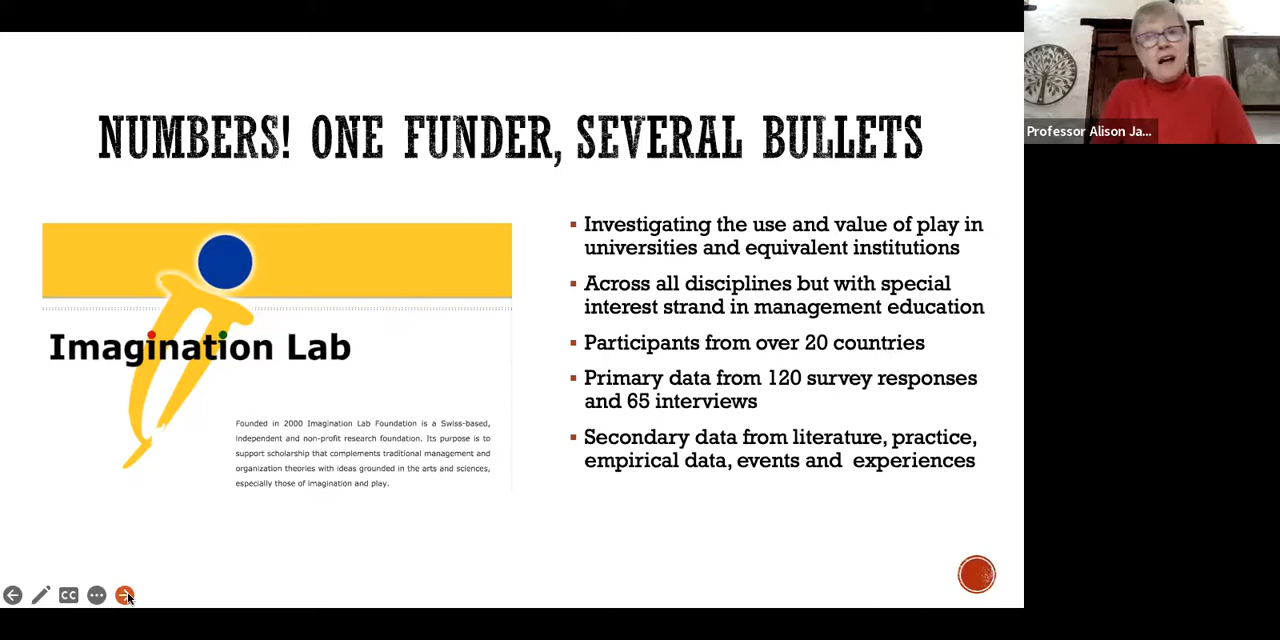 NUMBERS! ONE FUNDER, SEVERAL BULLETS
Imagination Lab
Founded in 2000 Imagination Lab Foundation is a Swiss-based,
independent and non-profit research foundation. Its purpose is to
support scholarship that complements traditional management and
organization theories with ideas grounded in the arts and sciences,
especially those of imagination and play.
Investigating the use and value of play in
universities and equivalent institutions
Across all disciplines but with special
interest strand in management education
Participants from over 20 countries
Primary data from 120 survey responses
and 65 interviews
Secondary data from literature, practice,
empirical data, events and experiences
Professor Alison Ja...
CC